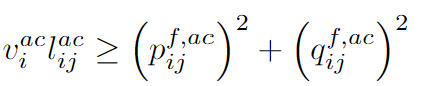 $v_i^{ac} l_{ij}^{ac} \geq \left( p_{ij}^{f,ac} \right)^2 + \left( q_{ij}^{f,ac} \right)^2$